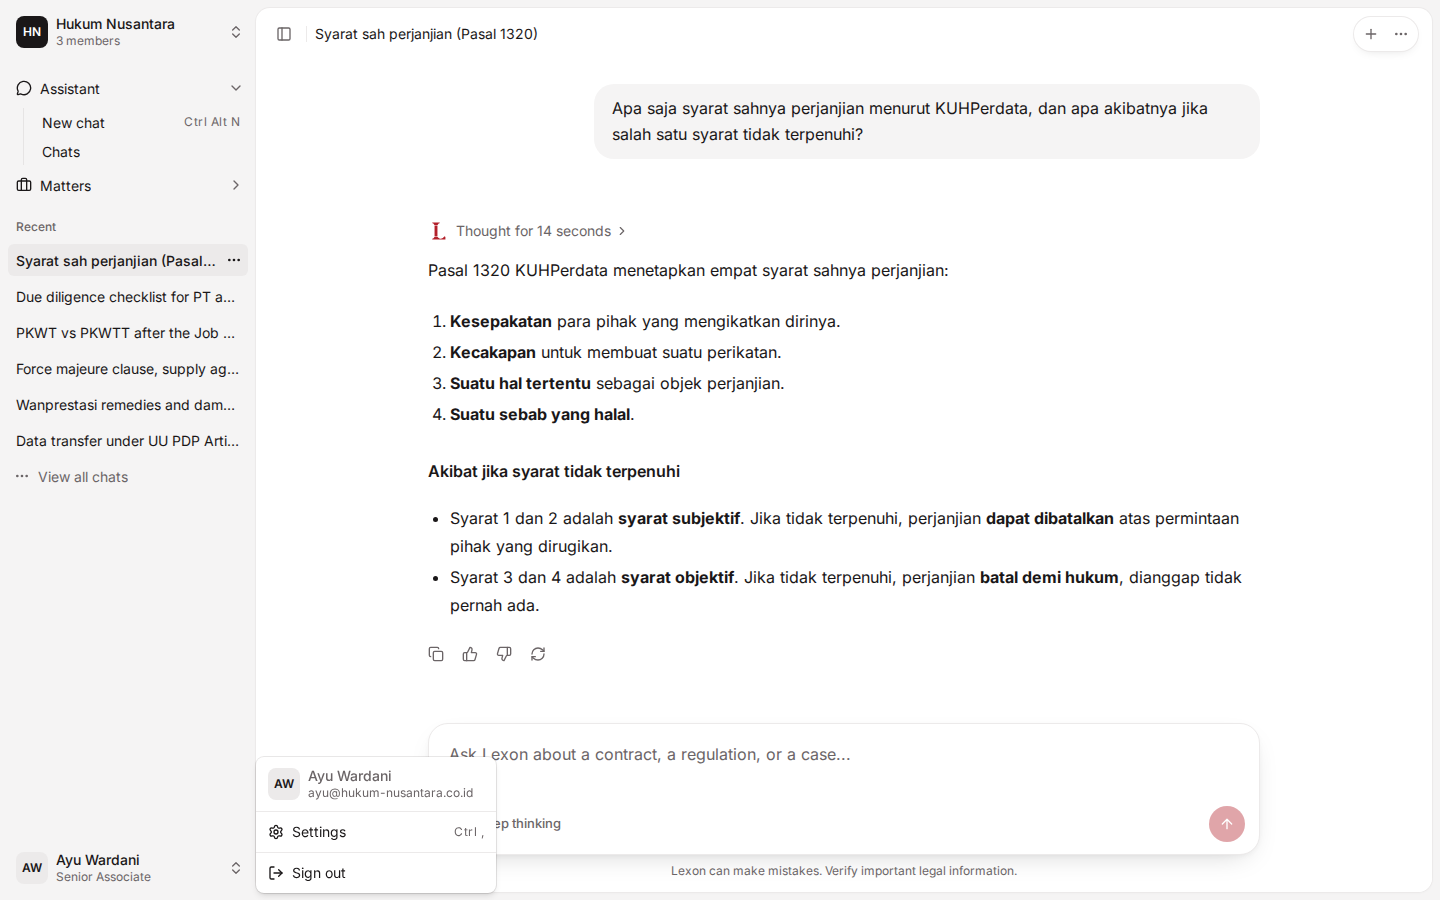 HN
Hukum Nusantara
3 members
Assistant
New chat
Ctrl Alt N
Chats
Matters
Recent
Syarat sah perjanjian (Pasal...
Due diligence checklist for PT a...
PKWT vs PKWTT after the Job ...
Force majeure clause, supply ag...
Wanprestasi remedies and dam...
Data transfer under UU PDP Arti...
View all chats
AW
Ayu Wardani
Senior Associate
Syarat sah perjanjian (Pasal 1320)
Apa saja syarat sahnya perjanjian menurut KUHPerdata, dan apa akibatnya jika
salah satu syarat tidak terpenuhi?
L
Thought for 14 seconds
Pasal 1320 KUHPerdata menetapkan empat syarat sahnya perjanjian:
1. Kesepakatan para pihak yang mengikatkan dirinya.
2. Kecakapan untuk membuat suatu perikatan.
3. Suatu hal tertentu sebagai objek perjanjian.
4. Suatu sebab yang halal.
Akibat jika syarat tidak terpenuhi
• Syarat 1 dan 2 adalah syarat subjektif. Jika tidak terpenuhi, perjanjian dapat dibatalkan atas permintaan
pihak yang dirugikan.
• Syarat 3 dan 4 adalah syarat objektif. Jika tidak terpenuhi, perjanjian batal demi hukum, dianggap tidak
pernah ada.
Ask Lexon about a contract, a regulation, or a case...
ep thinking
Lexon can make mistakes. Verify important legal information.
AW
Ayu Wardani
ayu@hukum-nusantara.co.id
Settings
Ctrl ,
Sign out